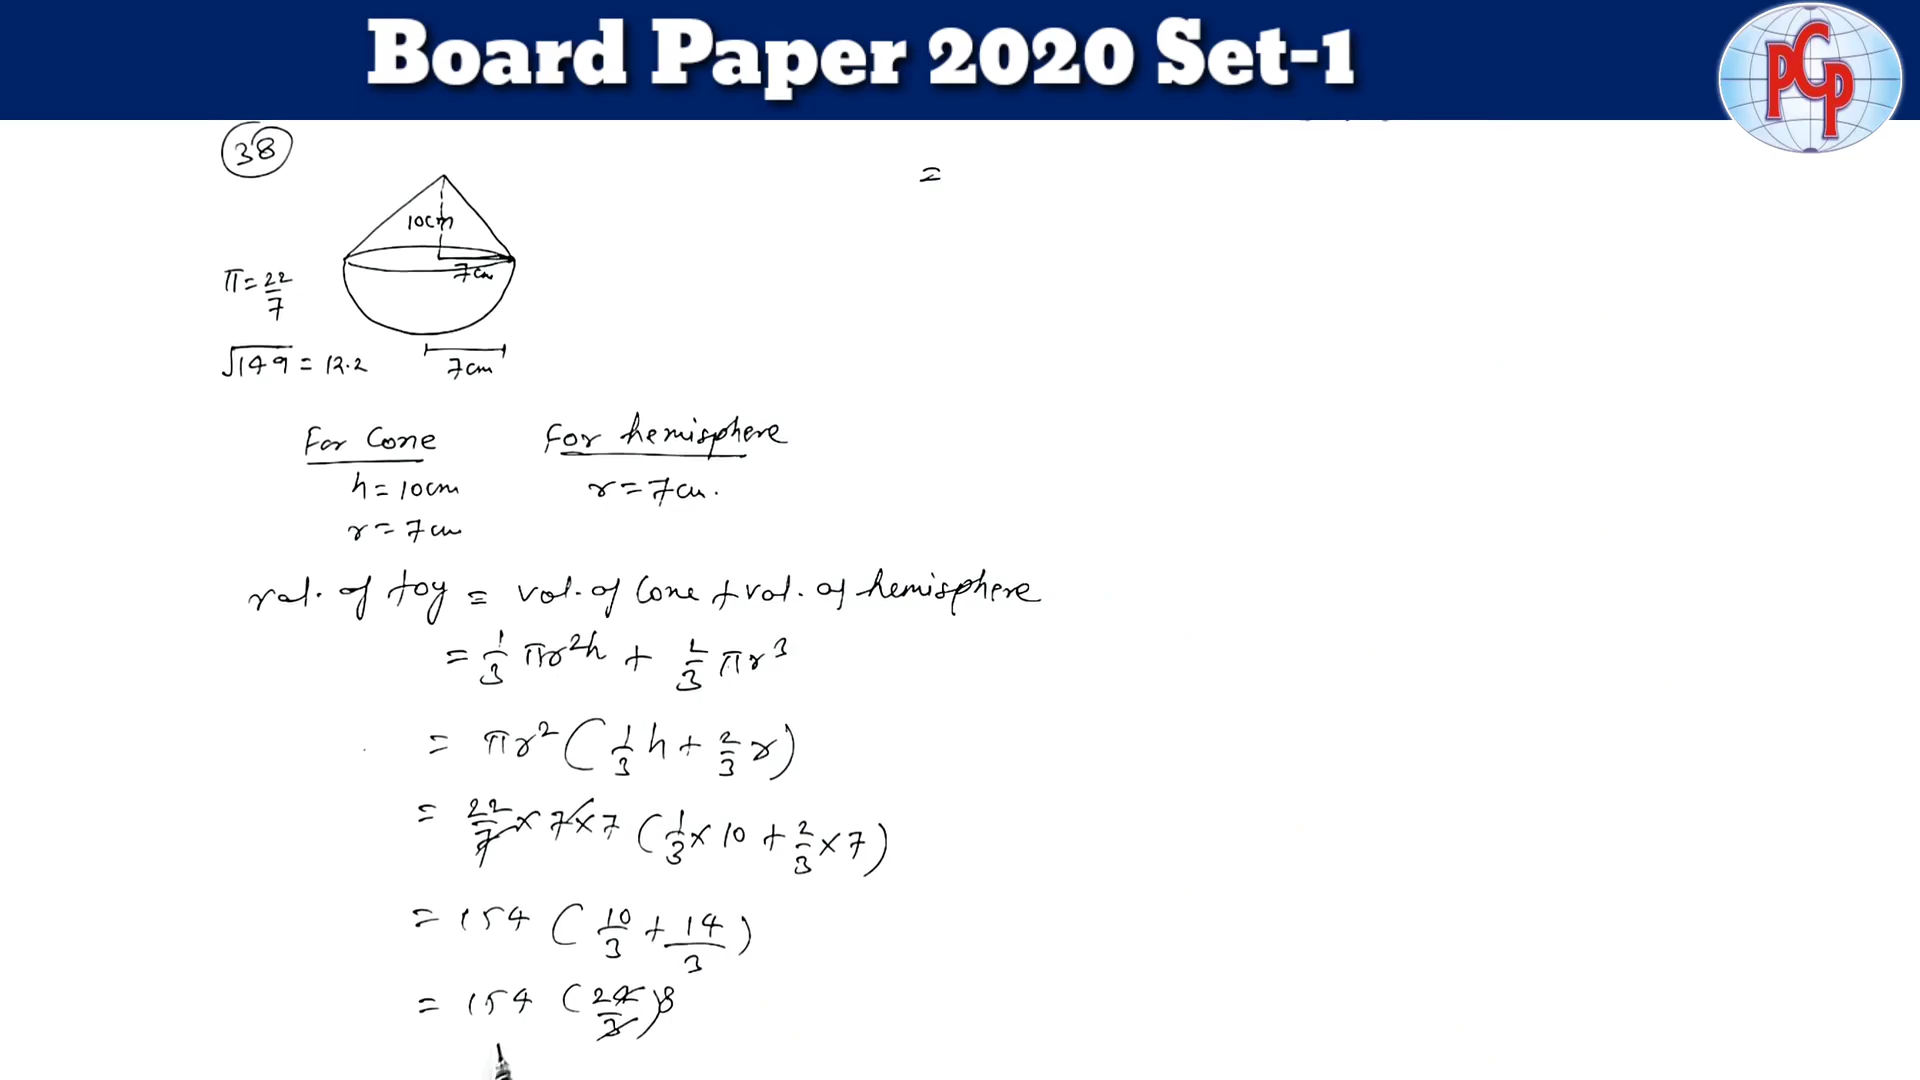 Board Paper 2020 Set-1
PGP
38
=
10cm
7cm
π = 22/7
√149 = 12.2
7cm
For Cone
For hemisphere
h = 10cm
r = 7cm.
r = 7cm
vol. of toy = vol. of Cone + vol. of hemisphere
= 1/3 πr²h + 2/3 πr³
= πr² (1/3 h + 2/3 r)
= 22/7 × 7 × 7 (1/3 × 10 + 2/3 × 7)
= 154 (10/3 + 14/3)
= 154 (24/3) 8